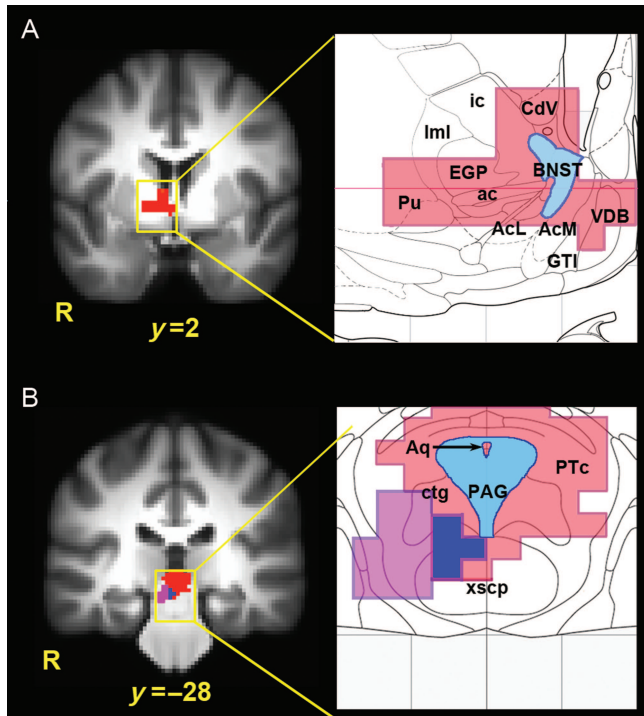 A
ic
CdV
lml
EGP
BNST
ac
Pu
VDB
AcL
AcM
GTI
R
y=2
B
Aq
PTc
ctg
PAG
xscp
R
y=−28